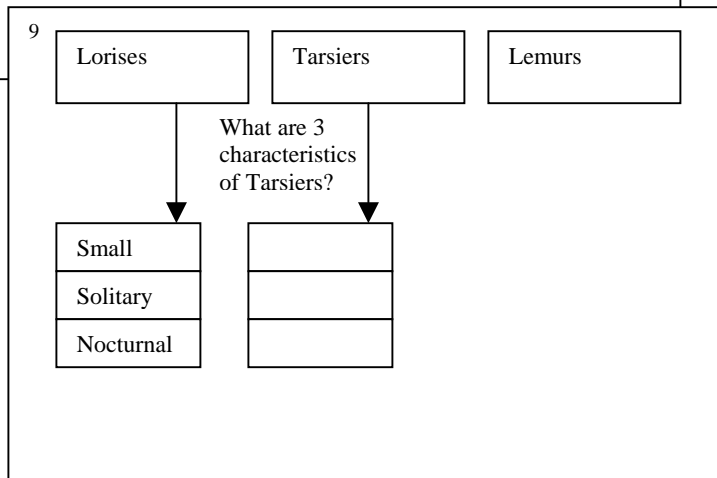 9
Lorises
Tarsiers
Lemurs
What are 3
characteristics
of Tarsiers?
Small
Solitary
Nocturnal